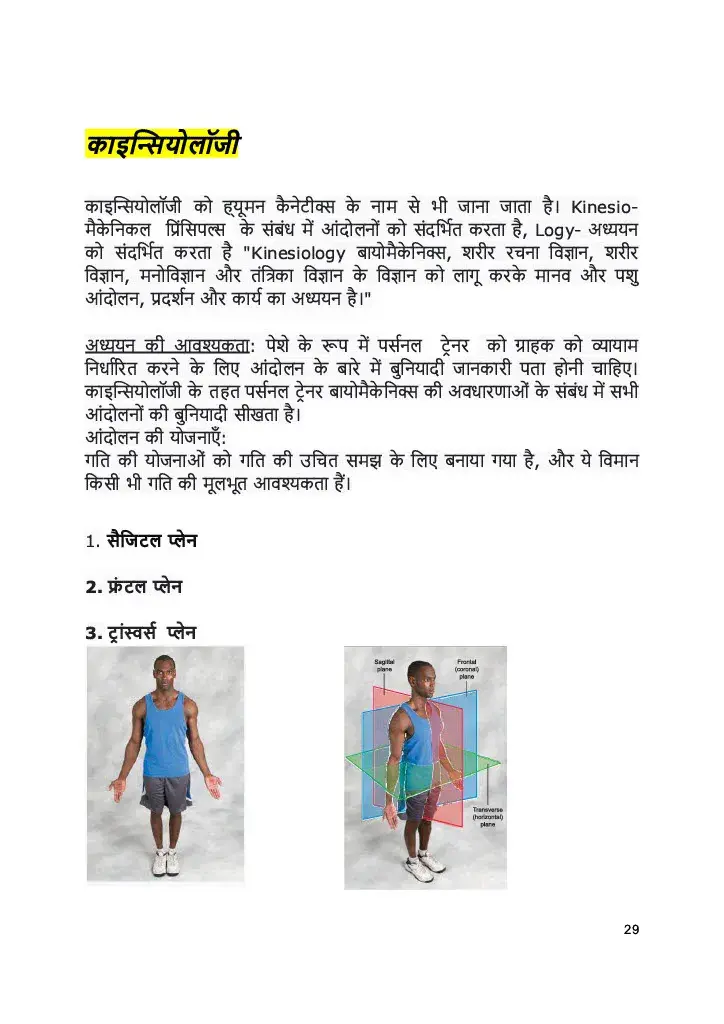 काइन्सियोलॉजी
काइन्सियोलॉजी को ह्यूमन कैनेटीक्स के नाम से भी जाना जाता है। Kinesio-
मैकेनिकल प्रिंसिपल्स के संबंध में आंदोलनों को संदर्भित करता है, Logy- अध्ययन
को संदर्भित करता है "Kinesiology बायोमैकेनिक्स, शरीर रचना विज्ञान, शरीर
विज्ञान, मनोविज्ञान और तंत्रिका विज्ञान के विज्ञान को लागू करके मानव और पशु
आंदोलन, प्रदर्शन और कार्य का अध्ययन है।"
अध्ययन की आवश्यकता: पेशे के रूप में पर्सनल ट्रेनर को ग्राहक को व्यायाम
निर्धारित करने के लिए आंदोलन के बारे में बुनियादी जानकारी पता होनी चाहिए।
काइन्सियोलॉजी के तहत पर्सनल ट्रेनर बायोमैकेनिक्स की अवधारणाओं के संबंध में सभी
आंदोलनों की बुनियादी सीखता है।
आंदोलन की योजनाएँ:
गति की योजनाओं को गति की उचित समझ के लिए बनाया गया है, और ये विमान
किसी भी गति की मूलभूत आवश्यकता हैं।
1. सैजिटल प्लेन
2. फ्रंटल प्लेन
3. ट्रांस्वर्स प्लेन
Sagittal
plane
Frontal
(coronal)
plane
Transverse
(horizontal)
plane
29